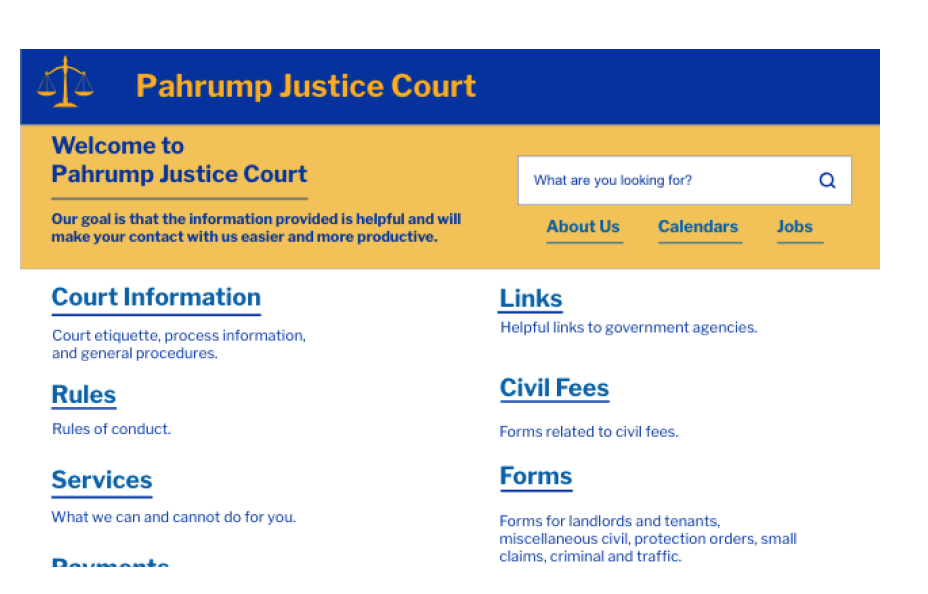 Pahrump Justice Court
Welcome to
Pahrump Justice Court
Our goal is that the information provided is helpful and will
make your contact with us easier and more productive.
What are you looking for?
About Us
Calendars
Jobs
Court Information
Court etiquette, process information,
and general procedures.
Rules
Rules of conduct.
Services
What we can and cannot do for you.
Payments
Links
Helpful links to government agencies.
Civil Fees
Forms related to civil fees.
Forms
Forms for landlords and tenants,
miscellaneous civil, protection orders, small
claims, criminal and traffic.